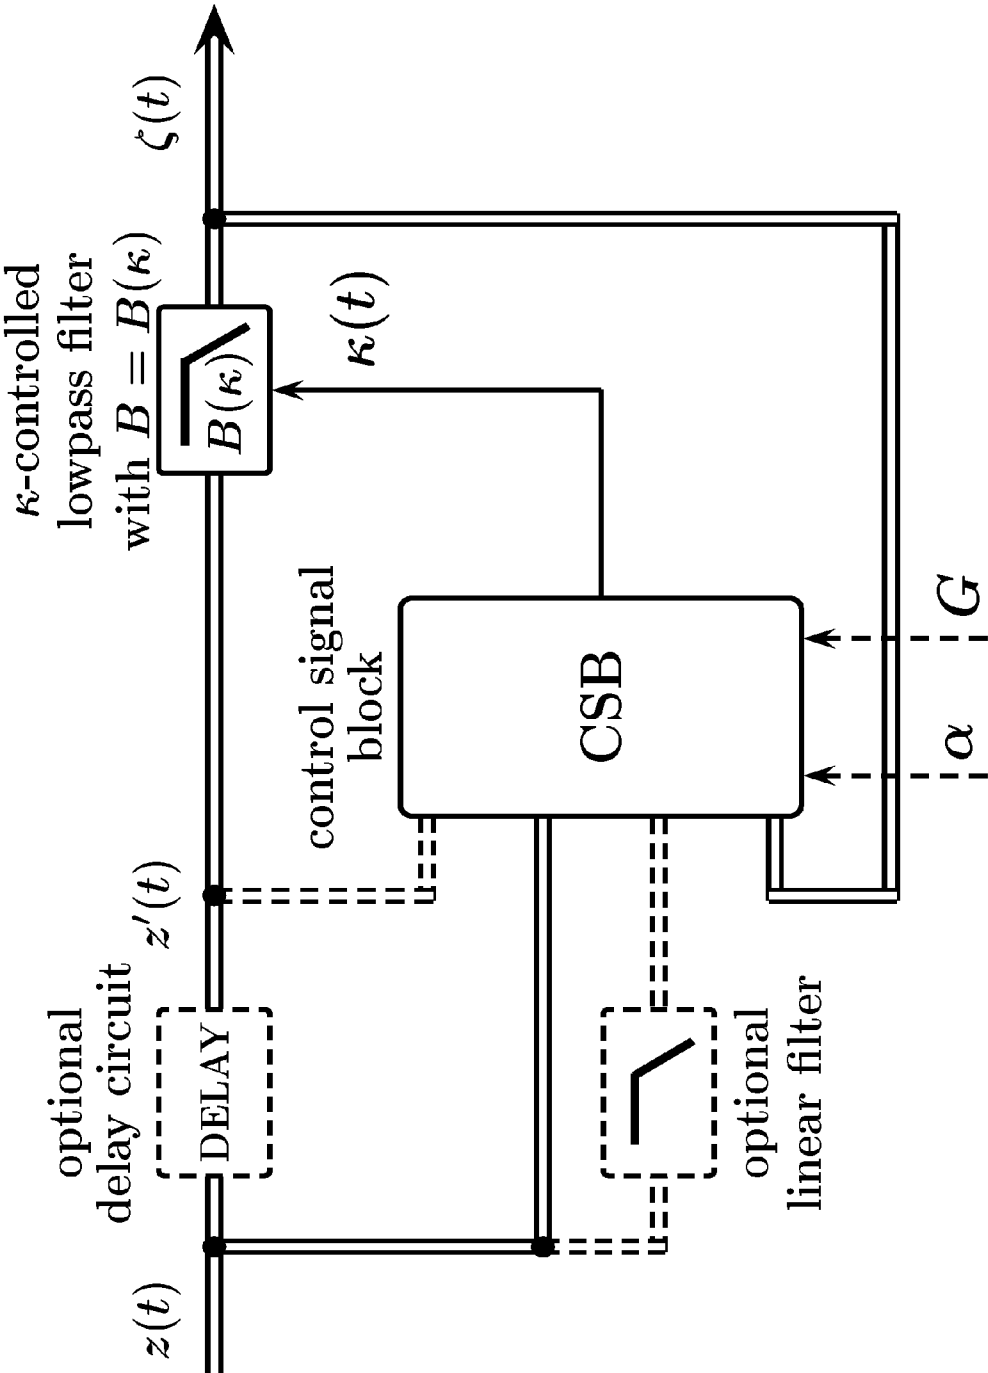 z(t)
optional
delay circuit
DELAY
z′(t)
κ-controlled
lowpass filter
with B = B(κ)
B(κ)
ζ(t)
κ(t)
control signal
block
CSB
optional
linear filter
α
G